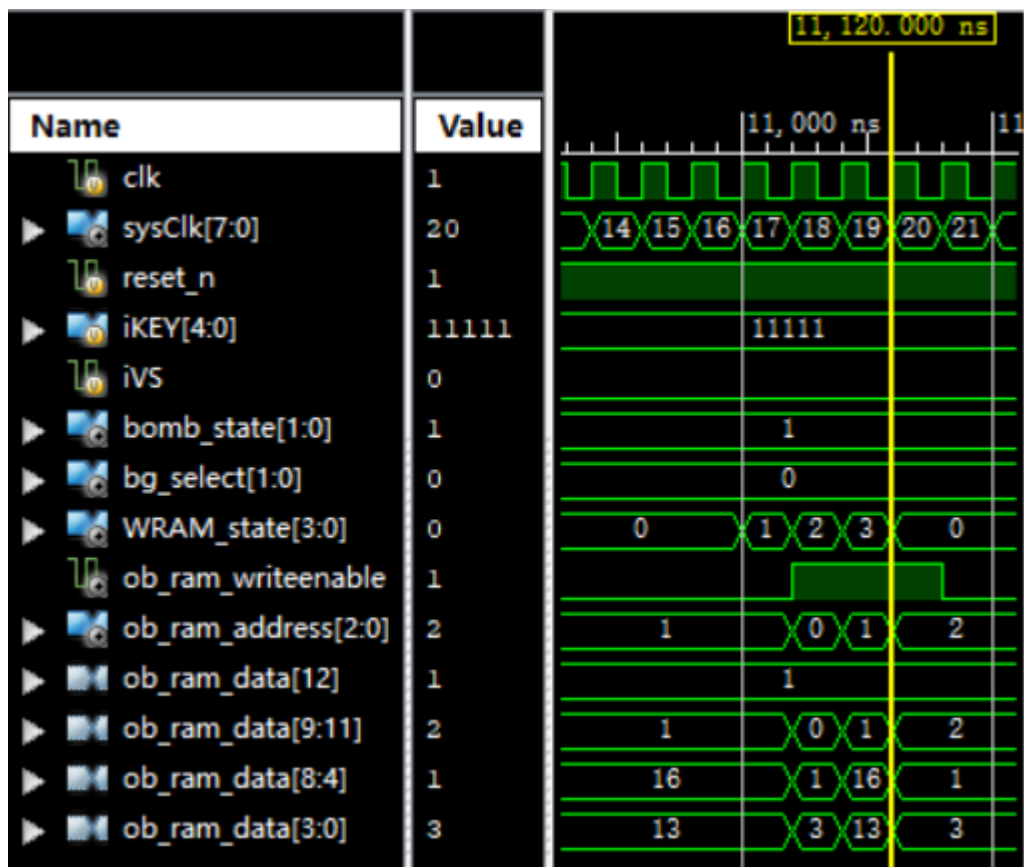 11,120.000 ns
Name Value 11,000 ns 11
clk 1
sysClk[7:0] 20 14 15 16 17 18 19 20 21
reset_n 1
iKEY[4:0] 11111 11111
iVS 0
bomb_state[1:0] 1 1
bg_select[1:0] 0 0
WRAM_state[3:0] 0 0 1 2 3 0
ob_ram_writeenable 1
ob_ram_address[2:0] 2 1 0 1 2
ob_ram_data[12] 1 1
ob_ram_data[9:11] 2 1 0 1 2
ob_ram_data[8:4] 1 16 1 16 1
ob_ram_data[3:0] 3 13 3 13 3